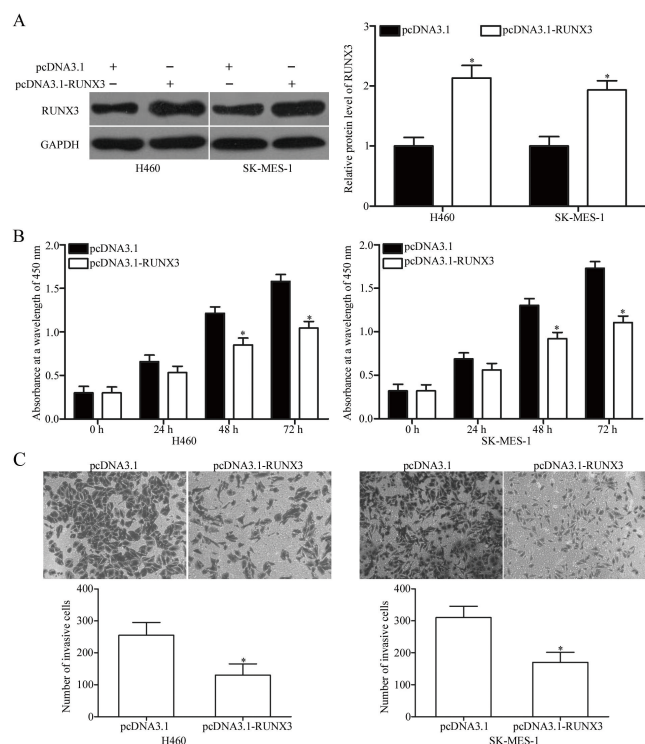 A
pcDNA3.1 + − + −
pcDNA3.1-RUNX3 − + − +
RUNX3
GAPDH
H460 SK-MES-1
Relative protein level of RUNX3
3
2
1
0
pcDNA3.1 pcDNA3.1-RUNX3
* *
H460 SK-MES-1
B
Absorbance at a wavelength of 450 nm
2.0
1.5
1.0
0.5
0.0
pcDNA3.1
pcDNA3.1-RUNX3
* *
0 h 24 h 48 h 72 h
H460
Absorbance at a wavelength of 450 nm
2.0
1.5
1.0
0.5
0.0
pcDNA3.1
pcDNA3.1-RUNX3
* *
0 h 24 h 48 h 72 h
SK-MES-1
C
pcDNA3.1 pcDNA3.1-RUNX3
pcDNA3.1 pcDNA3.1-RUNX3
Number of invasive cells
400
300
200
100
0
*
pcDNA3.1 pcDNA3.1-RUNX3
H460
Number of invasive cells
400
300
200
100
0
*
pcDNA3.1 pcDNA3.1-RUNX3
SK-MES-1